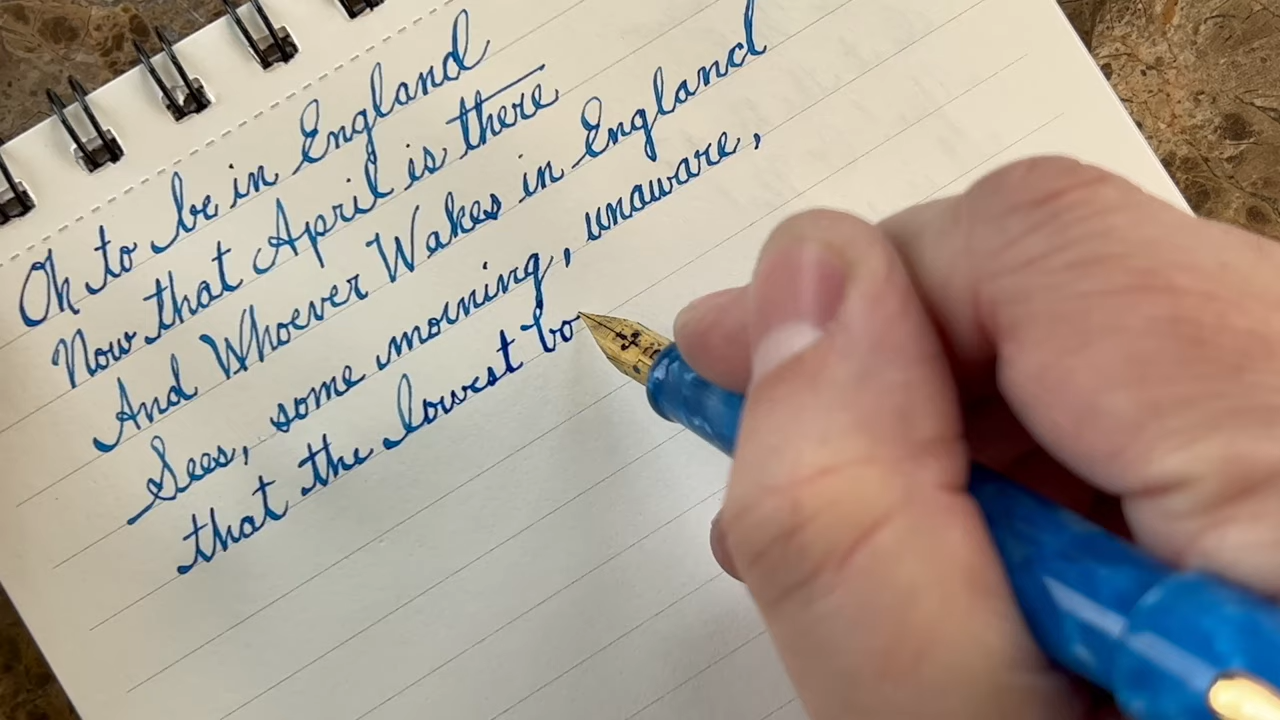 Oh to be in England
Now that April is there
And Whoever Wakes in England
Sees, some morning, unaware,
that the lowest bo